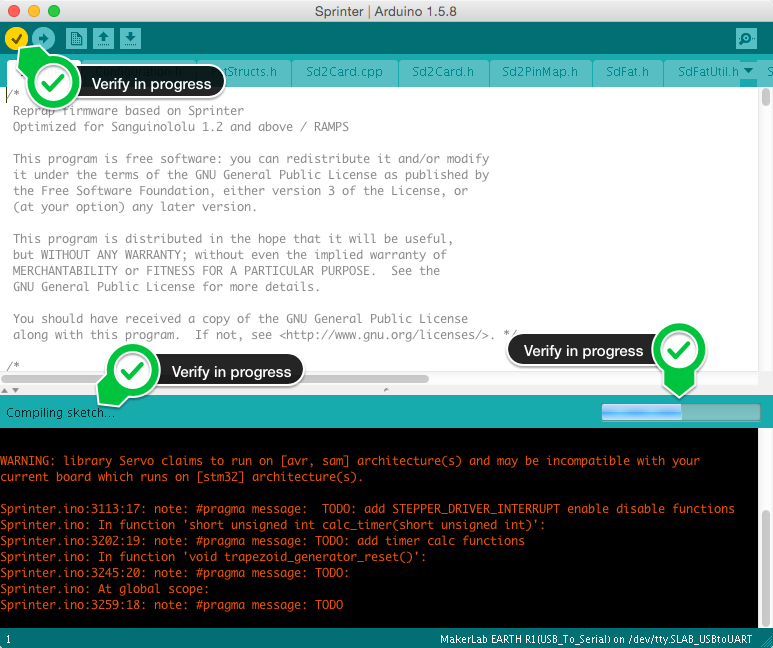 Sprinter | Arduino 1.5.8
Structs.h Sd2Card.cpp Sd2Card.h Sd2PinMap.h SdFat.h SdFatUtil.h S
Verify in progress
/*
Reprap firmware based on Sprinter
Optimized for Sanguinololu 1.2 and above / RAMPS
This program is free software: you can redistribute it and/or modify
it under the terms of the GNU General Public License as published by
the Free Software Foundation, either version 3 of the License, or
(at your option) any later version.
This program is distributed in the hope that it will be useful,
but WITHOUT ANY WARRANTY; without even the implied warranty of
MERCHANTABILITY or FITNESS FOR A PARTICULAR PURPOSE.  See the
GNU General Public License for more details.
You should have received a copy of the GNU General Public License
along with this program.  If not, see <http://www.gnu.org/licenses/>. */
Verify in progress
/*
Verify in progress
Compiling sketch...
WARNING: library Servo claims to run on [avr, sam] architecture(s) and may be incompatible with your
current board which runs on [stm32] architecture(s).
Sprinter.ino:3113:17: note: #pragma message:  TODO: add STEPPER_DRIVER_INTERRUPT enable disable functions
Sprinter.ino: In function 'short unsigned int calc_timer(short unsigned int)':
Sprinter.ino:3202:19: note: #pragma message: TODO: add timer calc functions
Sprinter.ino: In function 'void trapezoid_generator_reset()':
Sprinter.ino:3245:20: note: #pragma message: TODO:
Sprinter.ino: At global scope:
Sprinter.ino:3259:18: note: #pragma message: TODO
1 MakerLab EARTH R1(USB_To_Serial) on /dev/tty.SLAB_USBtoUART